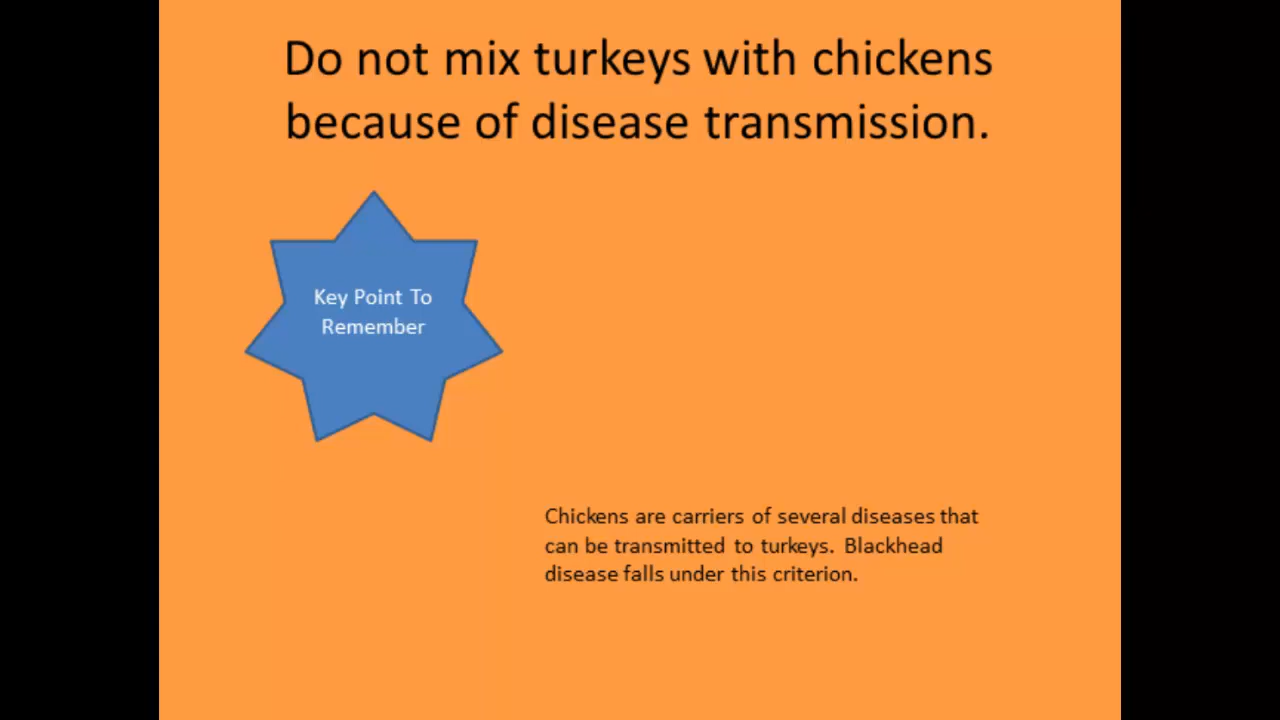 Do not mix turkeys with chickens
because of disease transmission.
Key Point To
Remember
Chickens are carriers of several diseases that
can be transmitted to turkeys. Blackhead
disease falls under this criterion.